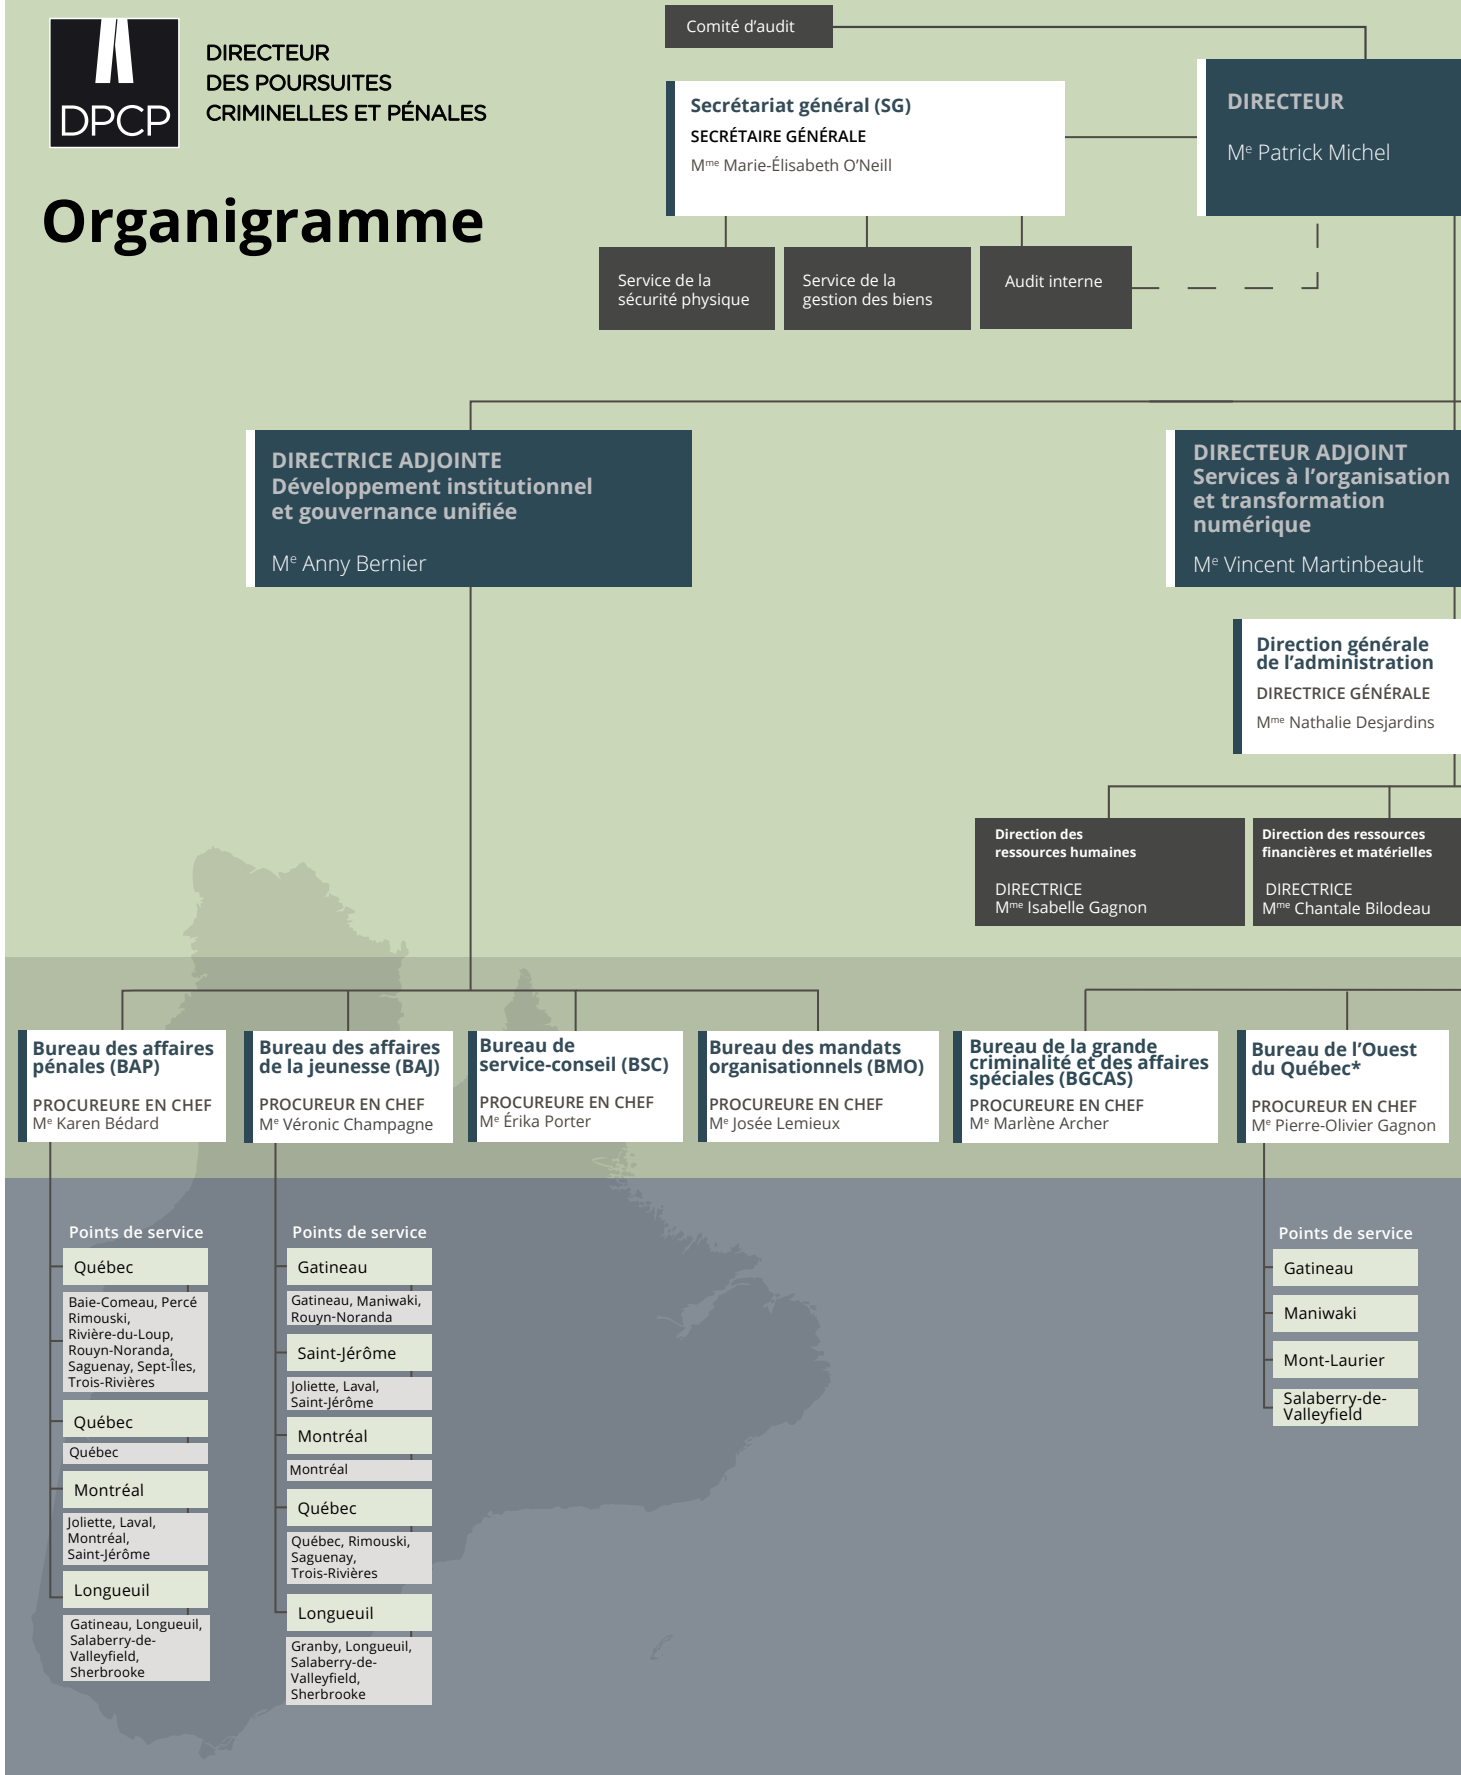 DPCP
DIRECTEUR
DES POURSUITES
CRIMINELLES ET PÉNALES
Organigramme
Comité d’audit
Secrétariat général (SG)
SECRÉTAIRE GÉNÉRALE
Mme Marie-Élisabeth O’Neill
DIRECTEUR
Me Patrick Michel
Service de la
sécurité physique
Service de la
gestion des biens
Audit interne
DIRECTRICE ADJOINTE
Développement institutionnel
et gouvernance unifiée
Me Anny Bernier
DIRECTEUR ADJOINT
Services à l’organisation
et transformation
numérique
Me Vincent Martinbeault
Direction générale
de l’administration
DIRECTRICE GÉNÉRALE
Mme Nathalie Desjardins
Direction des
ressources humaines
DIRECTRICE
Mme Isabelle Gagnon
Direction des ressources
financières et matérielles
DIRECTRICE
Mme Chantale Bilodeau
Bureau des affaires
pénales (BAP)
PROCUREURE EN CHEF
Me Karen Bédard
Bureau des affaires
de la jeunesse (BAJ)
PROCUREUR EN CHEF
Me Véronic Champagne
Bureau de
service-conseil (BSC)
PROCUREURE EN CHEF
Me Érika Porter
Bureau des mandats
organisationnels (BMO)
PROCUREURE EN CHEF
Me Josée Lemieux
Bureau de la grande
criminalité et des affaires
spéciales (BGCAS)
PROCUREURE EN CHEF
Me Marlène Archer
Bureau de l’Ouest
du Québec*
PROCUREUR EN CHEF
Me Pierre-Olivier Gagnon
Points de service
Québec
Baie-Comeau, Percé
Rimouski,
Rivière-du-Loup,
Rouyn-Noranda,
Saguenay, Sept-Îles,
Trois-Rivières
Québec
Québec
Montréal
Joliette, Laval,
Montréal,
Saint-Jérôme
Longueuil
Gatineau, Longueuil,
Salaberry-de-
Valleyfield,
Sherbrooke
Points de service
Gatineau
Gatineau, Maniwaki,
Rouyn-Noranda
Saint-Jérôme
Joliette, Laval,
Saint-Jérôme
Montréal
Montréal
Québec
Québec, Rimouski,
Saguenay,
Trois-Rivières
Longueuil
Granby, Longueuil,
Salaberry-de-
Valleyfield,
Sherbrooke
Points de service
Gatineau
Maniwaki
Mont-Laurier
Salaberry-de-
Valleyfield